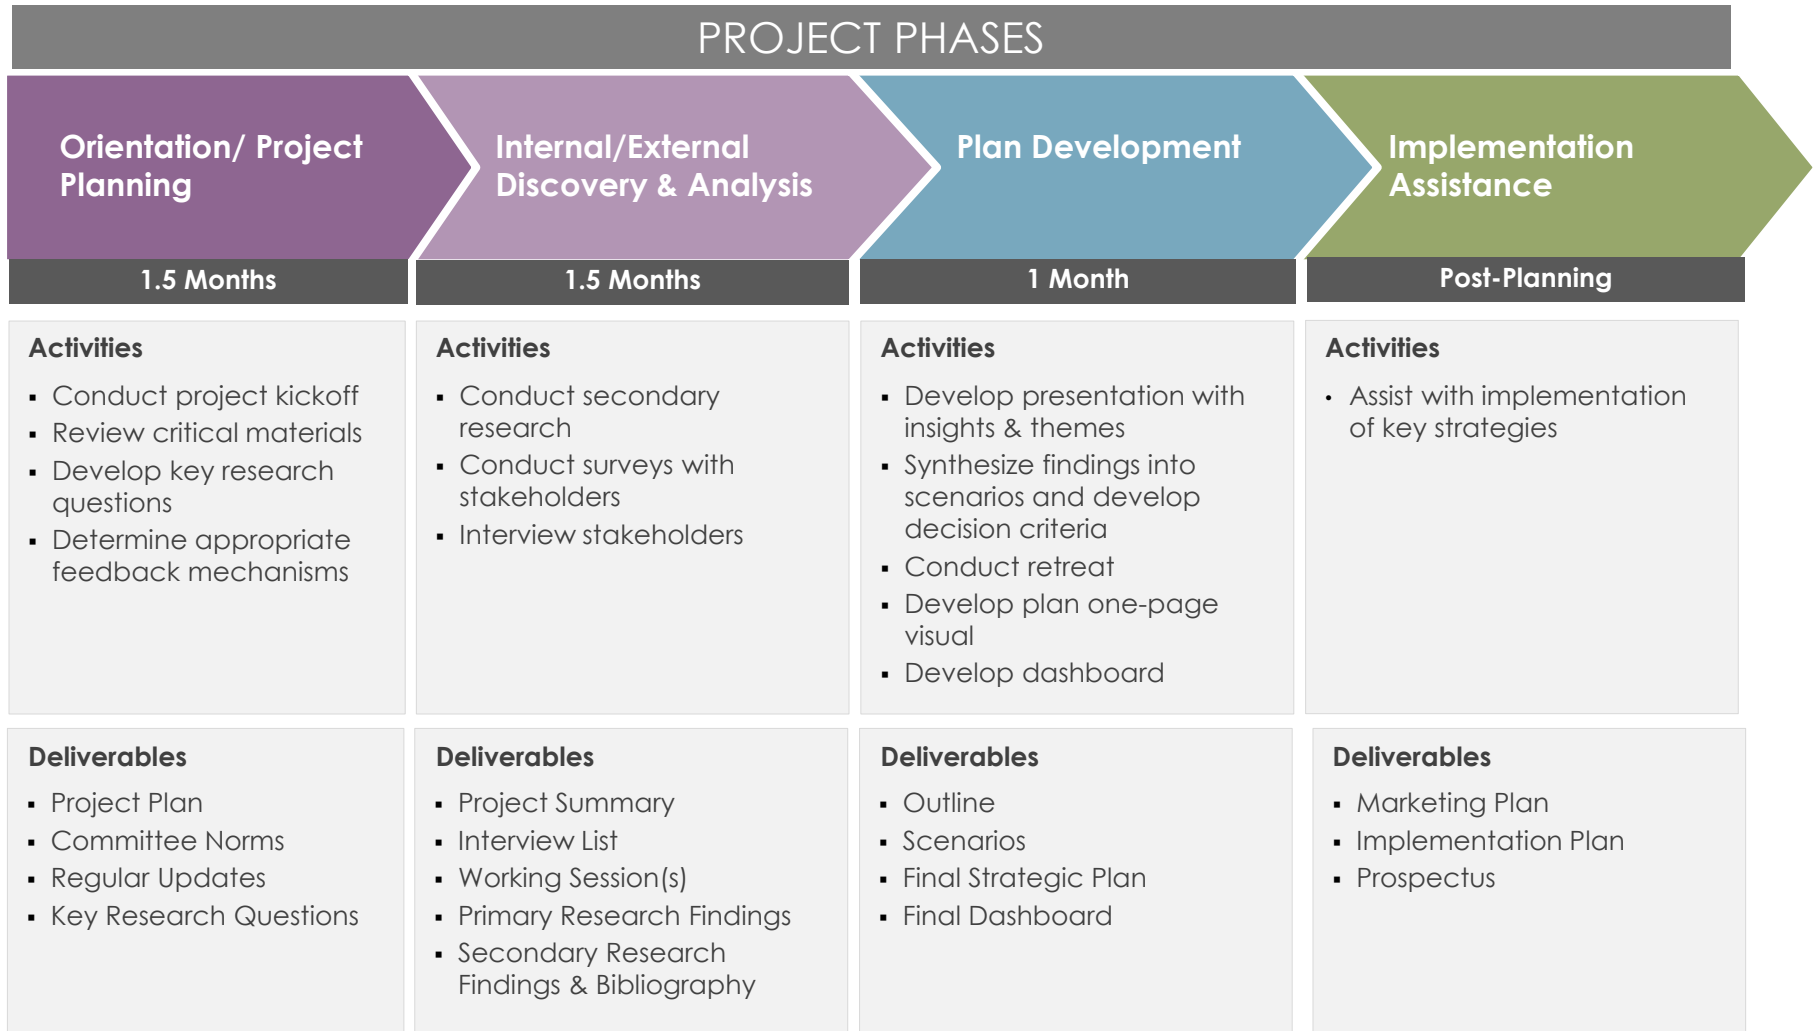 PROJECT PHASES
Orientation/ Project
Planning
1.5 Months
Activities
▪ Conduct project kickoff
▪ Review critical materials
▪ Develop key research
questions
▪ Determine appropriate
feedback mechanisms
Deliverables
▪ Project Plan
▪ Committee Norms
▪ Regular Updates
▪ Key Research Questions
Internal/External
Discovery & Analysis
1.5 Months
Activities
▪ Conduct secondary
research
▪ Conduct surveys with
stakeholders
▪ Interview stakeholders
Deliverables
▪ Project Summary
▪ Interview List
▪ Working Session(s)
▪ Primary Research Findings
▪ Secondary Research
Findings & Bibliography
Plan Development
1 Month
Activities
▪ Develop presentation with
insights & themes
▪ Synthesize findings into
scenarios and develop
decision criteria
▪ Conduct retreat
▪ Develop plan one-page
visual
▪ Develop dashboard
Deliverables
▪ Outline
▪ Scenarios
▪ Final Strategic Plan
▪ Final Dashboard
Implementation
Assistance
Post-Planning
Activities
• Assist with implementation
of key strategies
Deliverables
▪ Marketing Plan
▪ Implementation Plan
▪ Prospectus